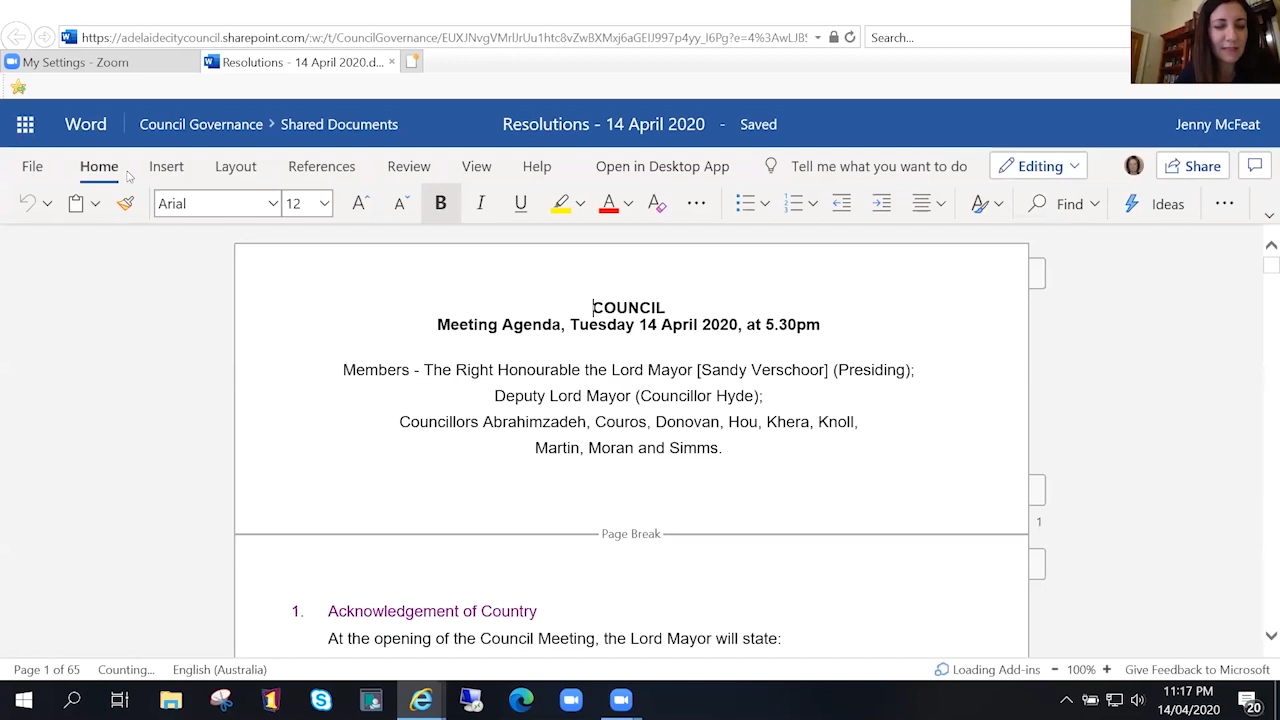 https://adelaidecitycouncil.sharepoint.com/:w:/t/CouncilGovernance/
Search...
My Settings - Zoom
Resolutions - 14 April 2020.d...
Word
Council Governance > Shared Documents
Resolutions - 14 April 2020 - Saved
Jenny McFeat
File Home Insert Layout References Review View Help Open in Desktop App Tell me what you want to do Editing Share
Arial 12 B I U Find Ideas
COUNCIL
Meeting Agenda, Tuesday 14 April 2020, at 5.30pm
Members - The Right Honourable the Lord Mayor [Sandy Verschoor] (Presiding);
Deputy Lord Mayor (Councillor Hyde);
Councillors Abrahimzadeh, Couros, Donovan, Hou, Khera, Knoll,
Martin, Moran and Simms.
1
Page Break
1. Acknowledgement of Country
At the opening of the Council Meeting, the Lord Mayor will state:
Page 1 of 65 Counting... English (Australia) Loading Add-ins - 100% + Give Feedback to Microsoft
11:17 PM
14/04/2020
20